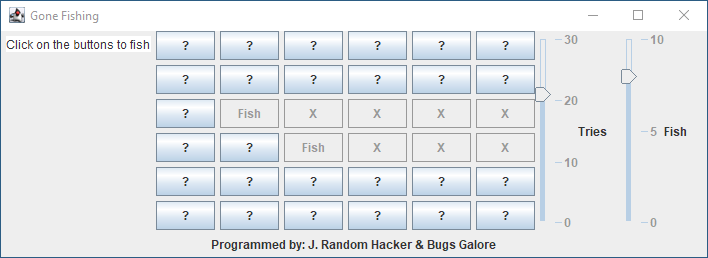 Gone Fishing
Click on the buttons to fish
? ? ? ? ? ?
? ? ? ? ? ?
? Fish X X X X
? ? Fish X X X
? ? ? ? ? ?
? ? ? ? ? ?
30
20
10
0
Tries
10
5
0
Fish
Programmed by: J. Random Hacker & Bugs Galore